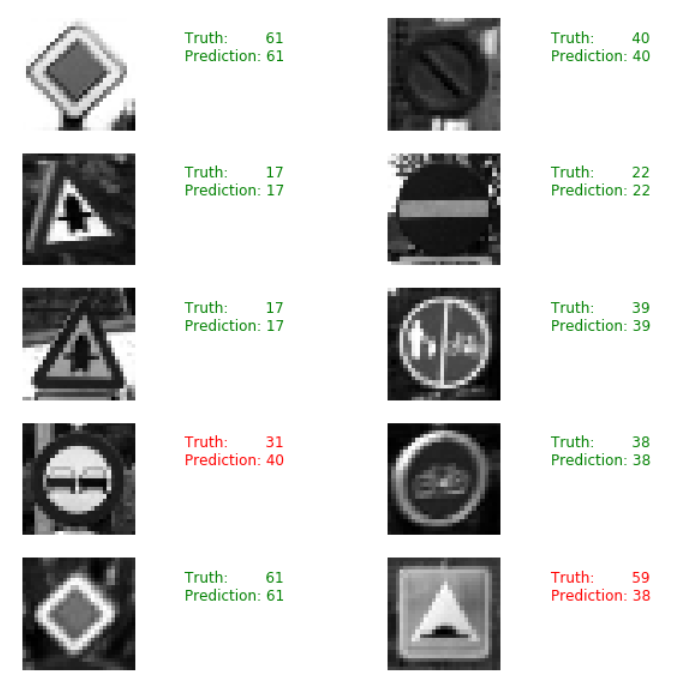 Truth: 61
Prediction: 61
Truth: 40
Prediction: 40
Truth: 17
Prediction: 17
Truth: 22
Prediction: 22
Truth: 17
Prediction: 17
Truth: 39
Prediction: 39
Truth: 31
Prediction: 40
Truth: 38
Prediction: 38
Truth: 61
Prediction: 61
Truth: 59
Prediction: 38